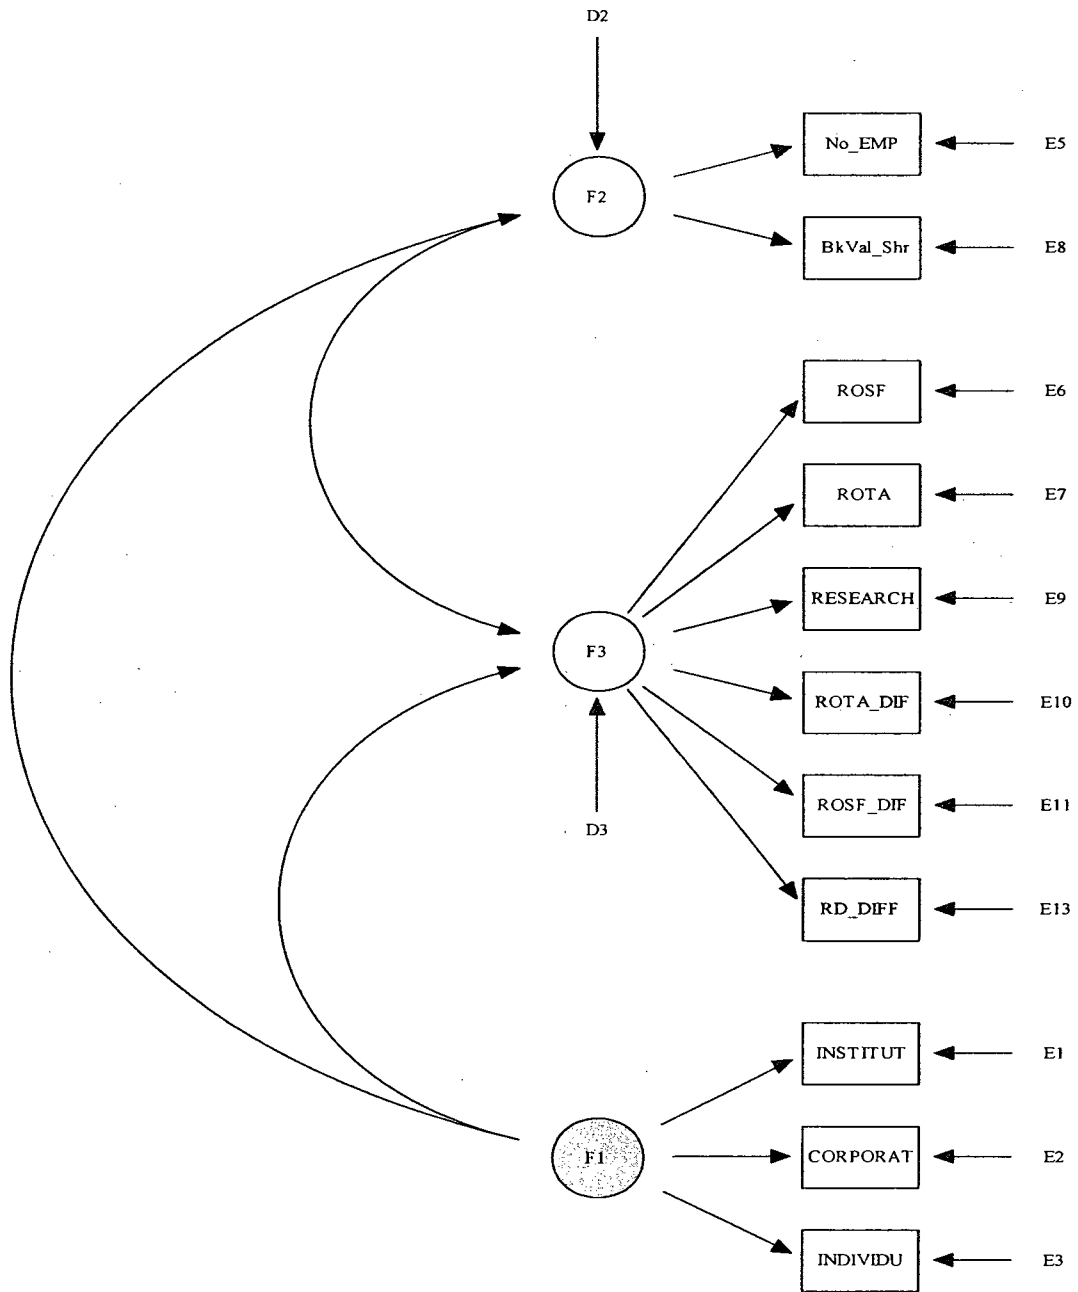 D2
No_EMP
E5
F2
BkVal_Shr
E8
ROSF
E6
ROTA
E7
RESEARCH
E9
F3
ROTA_DIF
E10
ROSF_DIF
E11
D3
RD_DIFF
E13
INSTITUT
E1
F1
CORPORAT
E2
INDIVIDU
E3